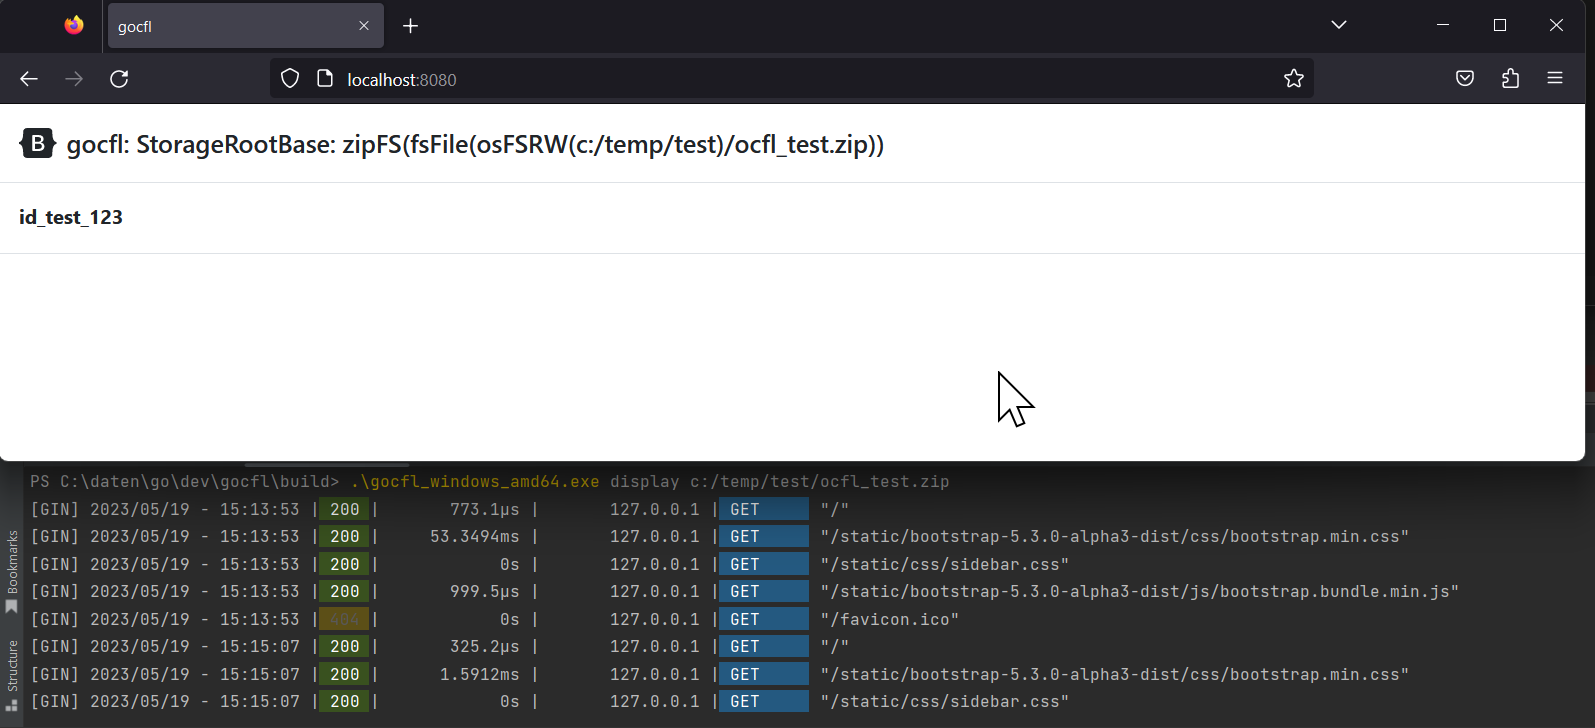 gocfl
localhost:8080
B gocfl: StorageRootBase: zipFS(fsFile(osFSRW(c:/temp/test)/ocfl_test.zip))
id_test_123
PS C:\daten\go\dev\gocfl\build> .\gocfl_windows_amd64.exe display c:/temp/test/ocfl_test.zip
[GIN] 2023/05/19 - 15:13:53 | 200 | 773.1µs | 127.0.0.1 | GET "/"
[GIN] 2023/05/19 - 15:13:53 | 200 | 53.3494ms | 127.0.0.1 | GET "/static/bootstrap-5.3.0-alpha3-dist/css/bootstrap.min.css"
[GIN] 2023/05/19 - 15:13:53 | 200 | 0s | 127.0.0.1 | GET "/static/css/sidebar.css"
[GIN] 2023/05/19 - 15:13:53 | 200 | 999.5µs | 127.0.0.1 | GET "/static/bootstrap-5.3.0-alpha3-dist/js/bootstrap.bundle.min.js"
[GIN] 2023/05/19 - 15:13:53 | 404 | 0s | 127.0.0.1 | GET "/favicon.ico"
[GIN] 2023/05/19 - 15:15:07 | 200 | 325.2µs | 127.0.0.1 | GET "/"
[GIN] 2023/05/19 - 15:15:07 | 200 | 1.5912ms | 127.0.0.1 | GET "/static/bootstrap-5.3.0-alpha3-dist/css/bootstrap.min.css"
[GIN] 2023/05/19 - 15:15:07 | 200 | 0s | 127.0.0.1 | GET "/static/css/sidebar.css"
Bookmarks
Structure